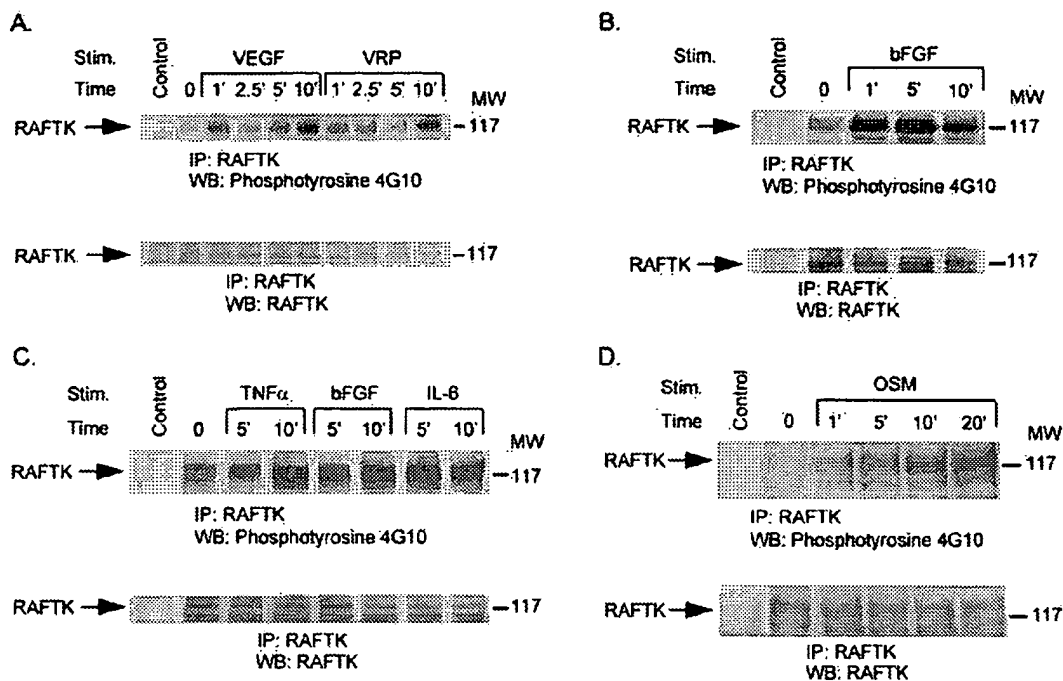 A.
Stim. Control VEGF VRP
Time 0 1' 2.5' 5' 10' 1' 2.5' 5' 10' MW
RAFTK 117
IP: RAFTK
WB: Phosphotyrosine 4G10
RAFTK 117
IP: RAFTK
WB: RAFTK
B.
Stim. Control bFGF
Time 0 1' 5' 10' MW
RAFTK 117
IP: RAFTK
WB: Phosphotyrosine 4G10
RAFTK 117
IP: RAFTK
WB: RAFTK
C.
Stim. Control TNFα bFGF IL-6
Time 0 5' 10' 5' 10' 5' 10' MW
RAFTK 117
IP: RAFTK
WB: Phosphotyrosine 4G10
RAFTK 117
IP: RAFTK
WB: RAFTK
D.
Stim. Control OSM
Time 0 1' 5' 10' 20' MW
RAFTK 117
IP: RAFTK
WB: Phosphotyrosine 4G10
RAFTK 117
IP: RAFTK
WB: RAFTK